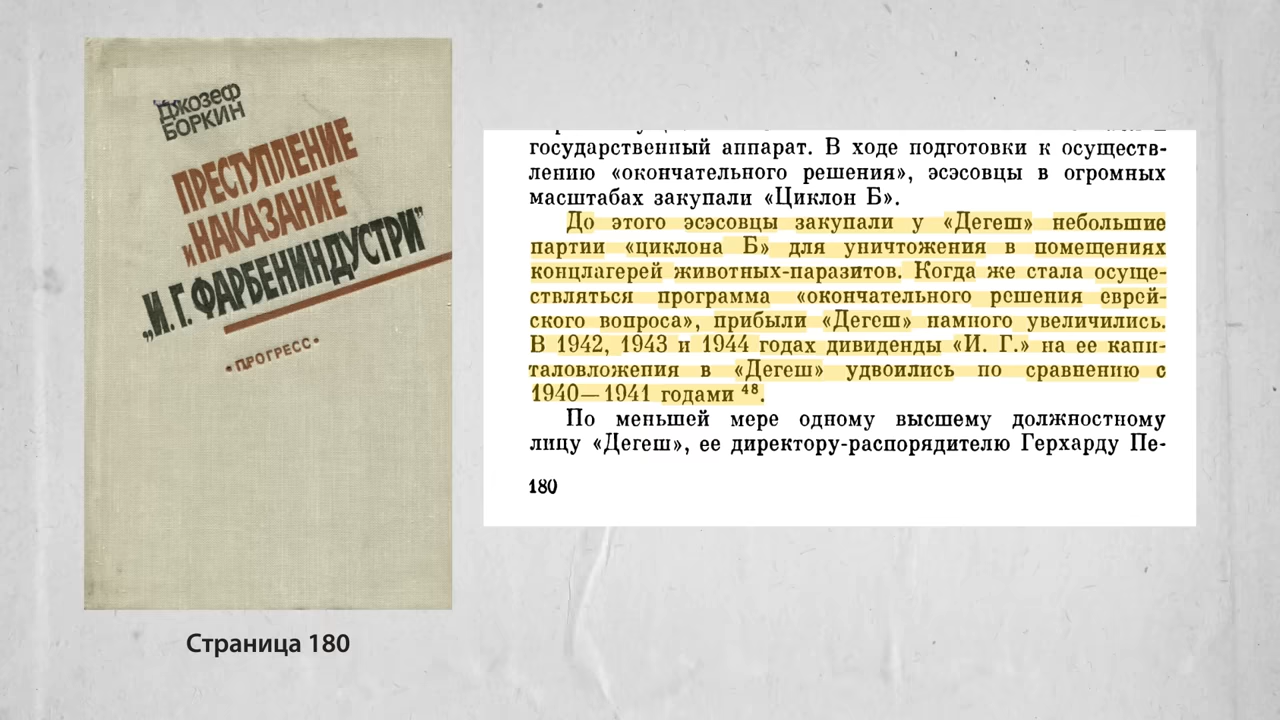 Джозеф
БОРКИН
ПРЕСТУПЛЕНИЕ
и НАКАЗАНИЕ
„И. Г. ФАРБЕНИНДУСТРИ”
•ПРОГРЕСС•
Страница 180
государственный аппарат. В ходе подготовки к осуществ-
лению «окончательного решения», эсэсовцы в огромных
масштабах закупали «Циклон Б».
До этого эсэсовцы закупали у «Дегеш» небольшие
партии «циклона Б» для уничтожения в помещениях
концлагерей животных-паразитов. Когда же стала осуще-
ствляться программа «окончательного решения еврей-
ского вопроса», прибыли «Дегеш» намного увеличились.
В 1942, 1943 и 1944 годах дивиденды «И. Г.» на ее капи-
таловложения в «Дегеш» удвоились по сравнению с
1940—1941 годами ⁴⁸.
По меньшей мере одному высшему должностному
лицу «Дегеш», ее директору-распорядителю Герхарду Пе-
180